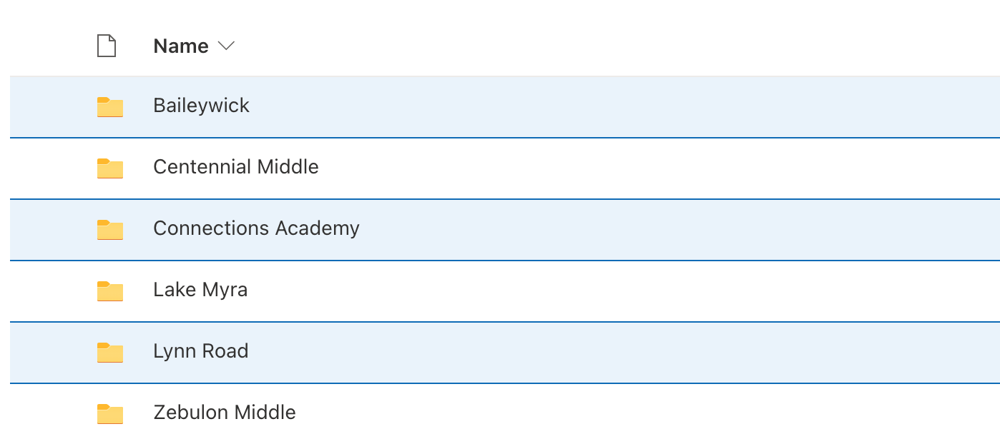 Name
Baileywick
Centennial Middle
Connections Academy
Lake Myra
Lynn Road
Zebulon Middle